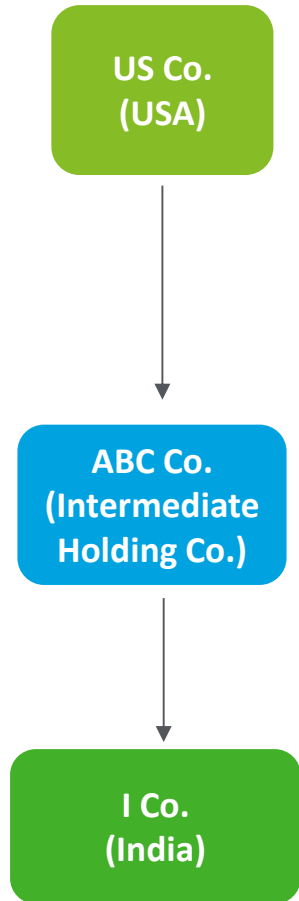 US Co.
(USA)
ABC Co.
(Intermediate
Holding Co.)
I Co.
(India)